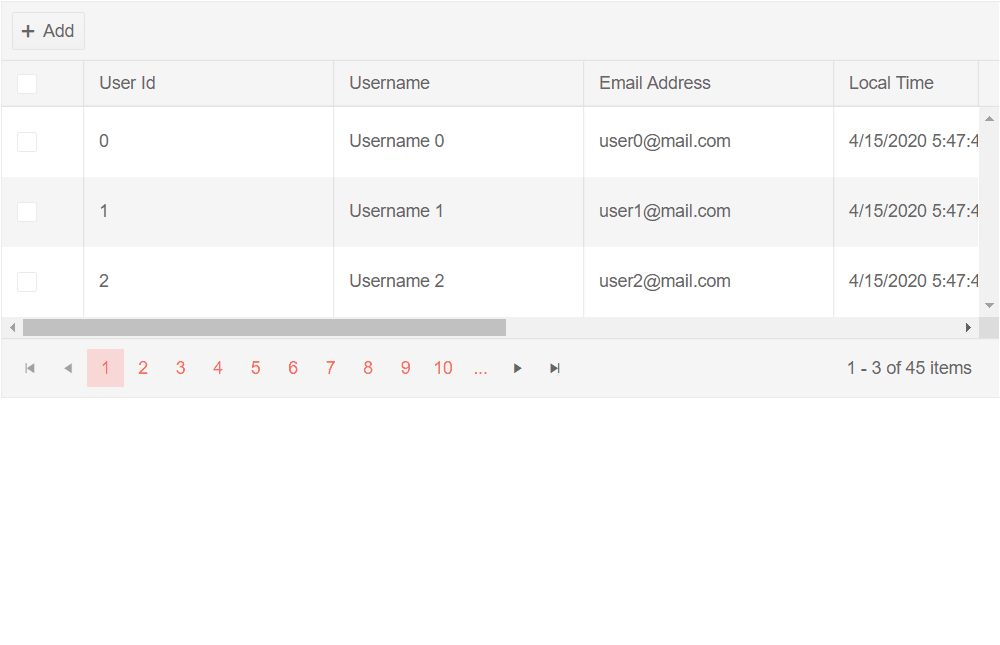 + Add
User Id Username Email Address Local Time
0 Username 0 user0@mail.com 4/15/2020 5:47:4
1 Username 1 user1@mail.com 4/15/2020 5:47:4
2 Username 2 user2@mail.com 4/15/2020 5:47:4
1 2 3 4 5 6 7 8 9 10 ... 1 - 3 of 45 items